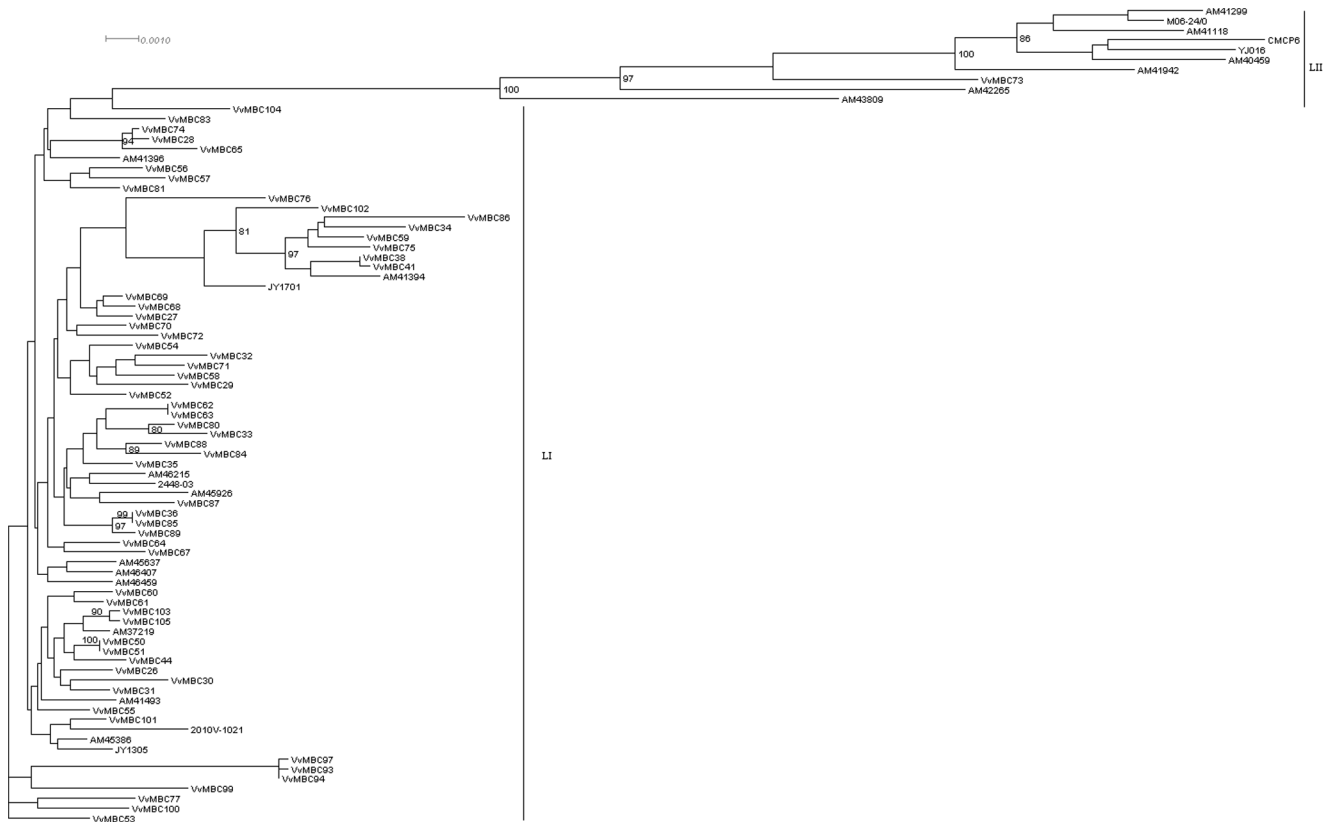 AM41299
M06-24/0
0.0010
AM41118
86
CMCP6
YJ016
100
AM40459
LII
AM41942
97
VvMBC73
100
AM42265
AM43809
VvMBC104
VvMBC83
VvMBC74
94
VvMBC28
VvMBC65
AM41396
VvMBC56
VvMBC57
VvMBC81
VvMBC76
VvMBC102
VvMBC86
VvMBC34
81
VvMBC59
VvMBC75
97
VvMBC38
VvMBC41
AM41394
JY1701
VvMBC69
VvMBC68
VvMBC27
VvMBC70
VvMBC72
VvMBC54
VvMBC32
VvMBC71
VvMBC58
VvMBC29
VvMBC52
VvMBC62
VvMBC63
VvMBC80
80
VvMBC33
VvMBC88
89
VvMBC84
LI
VvMBC35
AM46215
2448-03
AM45926
VvMBC87
99
VvMBC36
VvMBC85
97
VvMBC89
VvMBC64
VvMBC67
AM45637
AM46407
AM46459
VvMBC60
VvMBC61
90
VvMBC103
VvMBC105
AM37219
100
VvMBC50
VvMBC51
VvMBC44
VvMBC26
VvMBC30
VvMBC31
AM41493
VvMBC55
VvMBC101
2010V-1021
AM45386
JY1305
VvMBC97
VvMBC93
VvMBC94
VvMBC99
VvMBC77
VvMBC100
VvMBC53